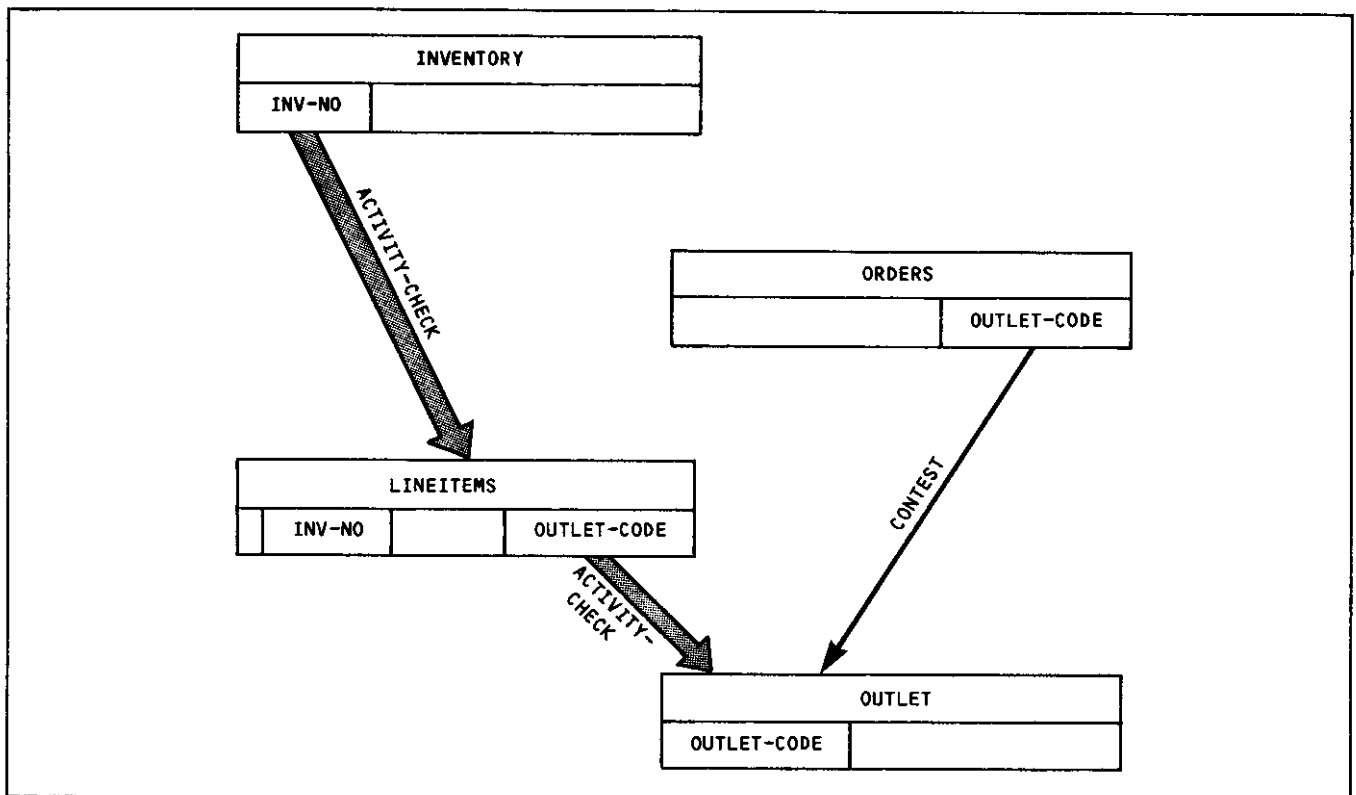 INVENTORY
INV-NO
ACTIVITY-CHECK
ORDERS
OUTLET-CODE
LINEITEMS
INV-NO
OUTLET-CODE
CONTEST
ACTIVITY-
CHECK
OUTLET
OUTLET-CODE